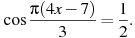 cos π(4x − 7)/3 = 1/2.